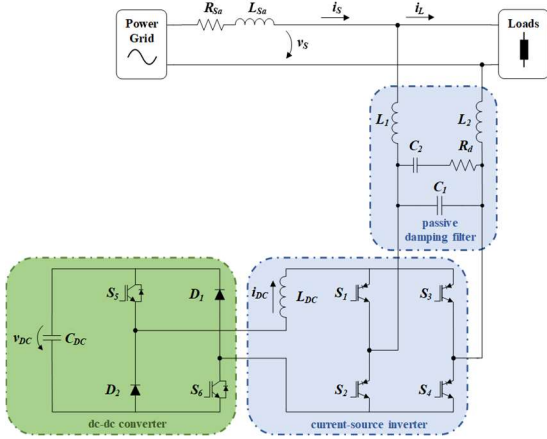 Power
Grid
R_Sa
L_Sa
i_S
i_L
v_S
Loads
L_1
L_2
C_2
R_d
C_1
passive
damping filter
S_5
D_1
i_DC
L_DC
S_1
S_3
v_DC
C_DC
D_2
S_6
S_2
S_4
dc-dc converter
current-source inverter